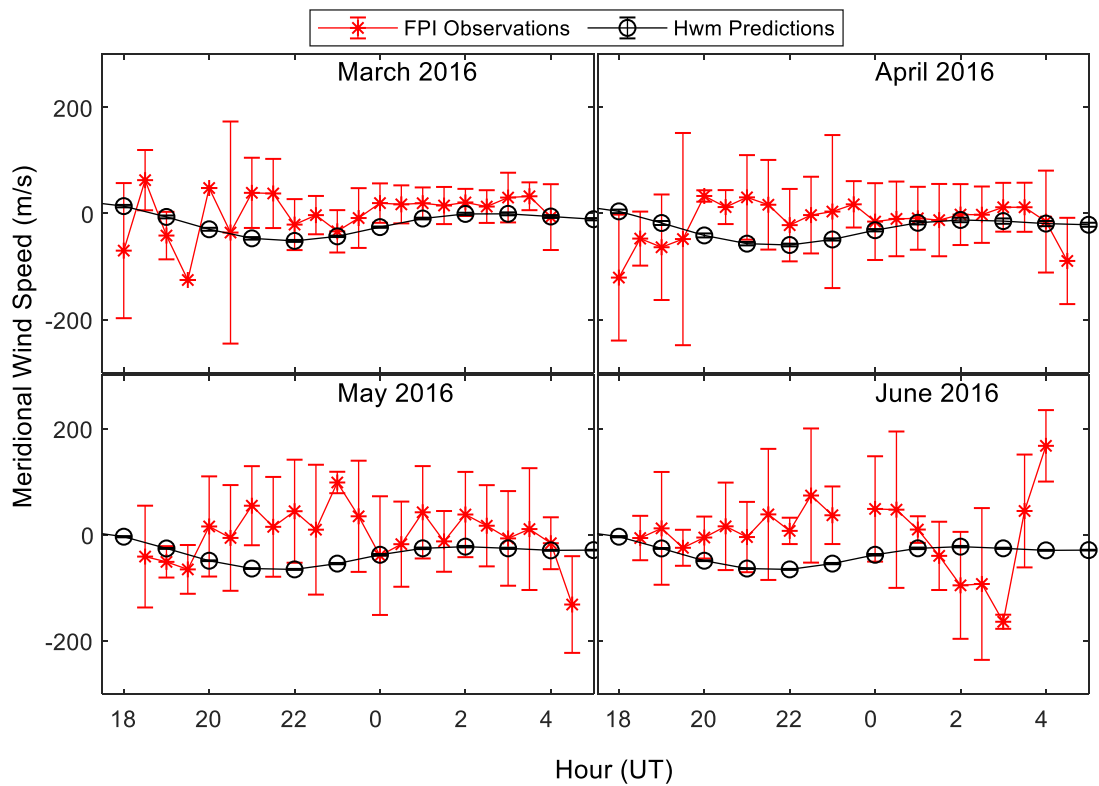 FPI Observations
Hwm Predictions
March 2016
April 2016
200
0
-200
May 2016
June 2016
200
0
-200
Meridional Wind Speed (m/s)
18 20 22 0 2 4
18 20 22 0 2 4
Hour (UT)